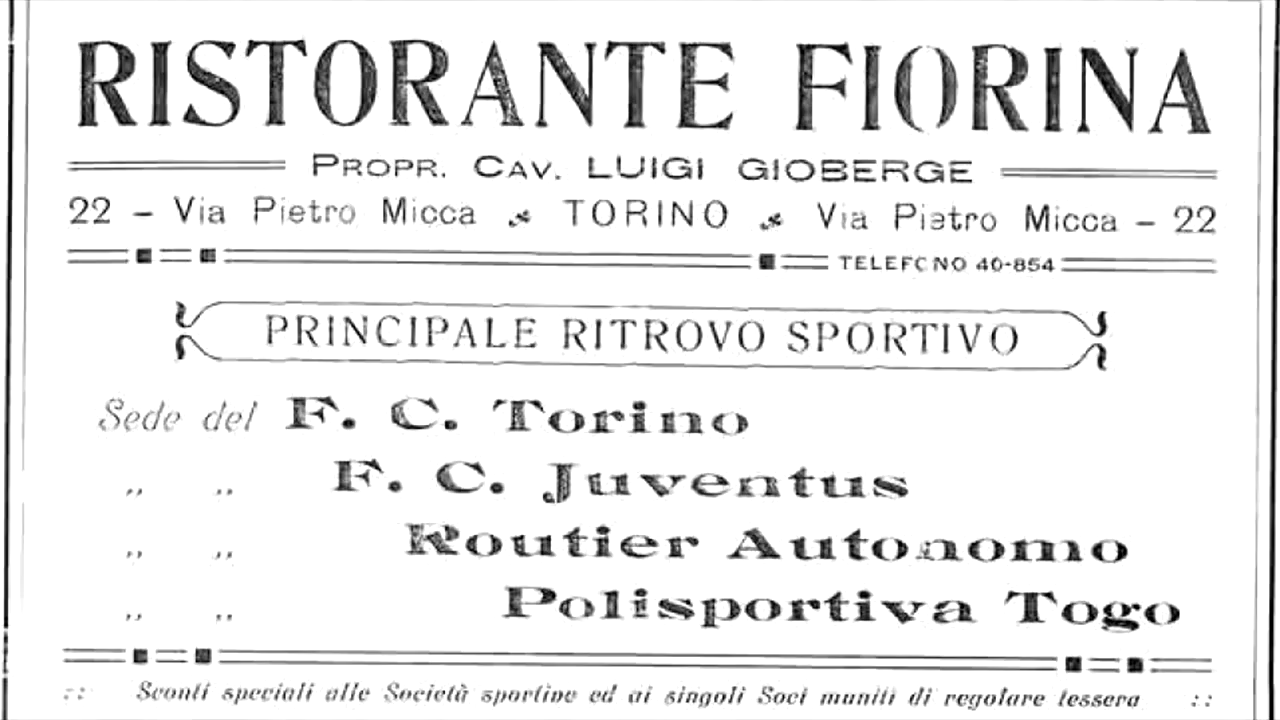 RISTORANTE FIORINA
PROPR. CAV. LUIGI GIOBERGE
22 - Via Pietro Micca TORINO Via Pietro Micca - 22
TELEFONO 40-854
PRINCIPALE RITROVO SPORTIVO
Sede del F. C. Torino
,, ,, F. C. Juventus
,, ,, Routier Autonomo
,, ,, Polisportiva Togo
:: Sconti speciali alle Società sportive ed ai singoli Soci muniti di regolare tessera ::